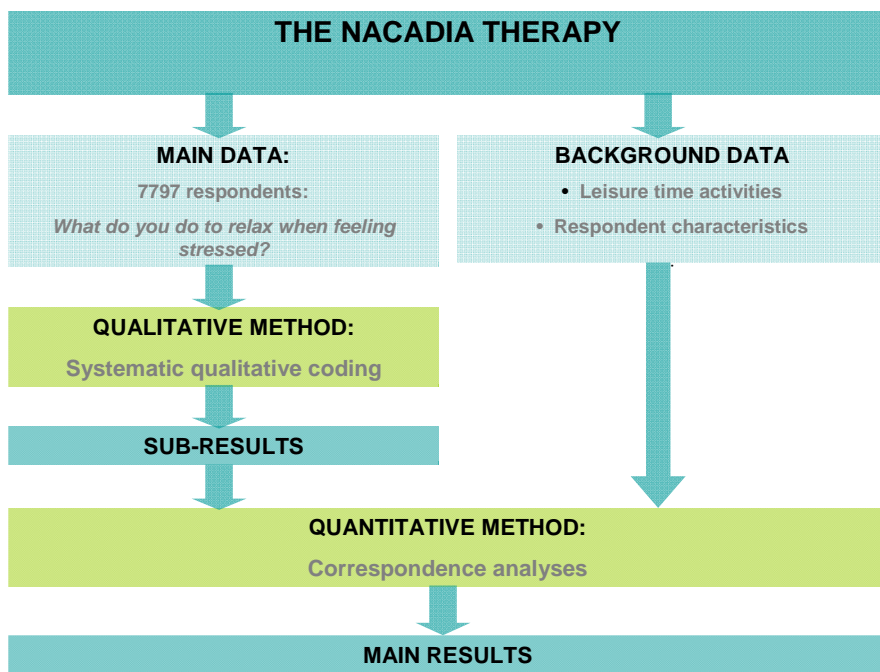 THE NACADIA THERAPY
MAIN DATA:
7797 respondents:
What do you do to relax when feeling
stressed?
BACKGROUND DATA
• Leisure time activities
• Respondent characteristics
QUALITATIVE METHOD:
Systematic qualitative coding
SUB-RESULTS
QUANTITATIVE METHOD:
Correspondence analyses
MAIN RESULTS